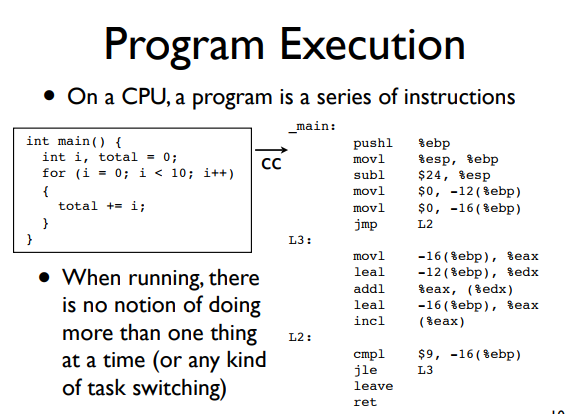 Program Execution
• On a CPU, a program is a series of instructions
int main() {
int i, total = 0;
for (i = 0; i < 10; i++)
{
total += i;
}
}
cc
_main:
pushl %ebp
movl %esp, %ebp
subl $24, %esp
movl $0, -12(%ebp)
movl $0, -16(%ebp)
jmp L2
L3:
movl -16(%ebp), %eax
leal -12(%ebp), %edx
addl %eax, (%edx)
leal -16(%ebp), %eax
incl (%eax)
L2:
cmpl $9, -16(%ebp)
jle L3
leave
ret
• When running, there
is no notion of doing
more than one thing
at a time (or any kind
of task switching)